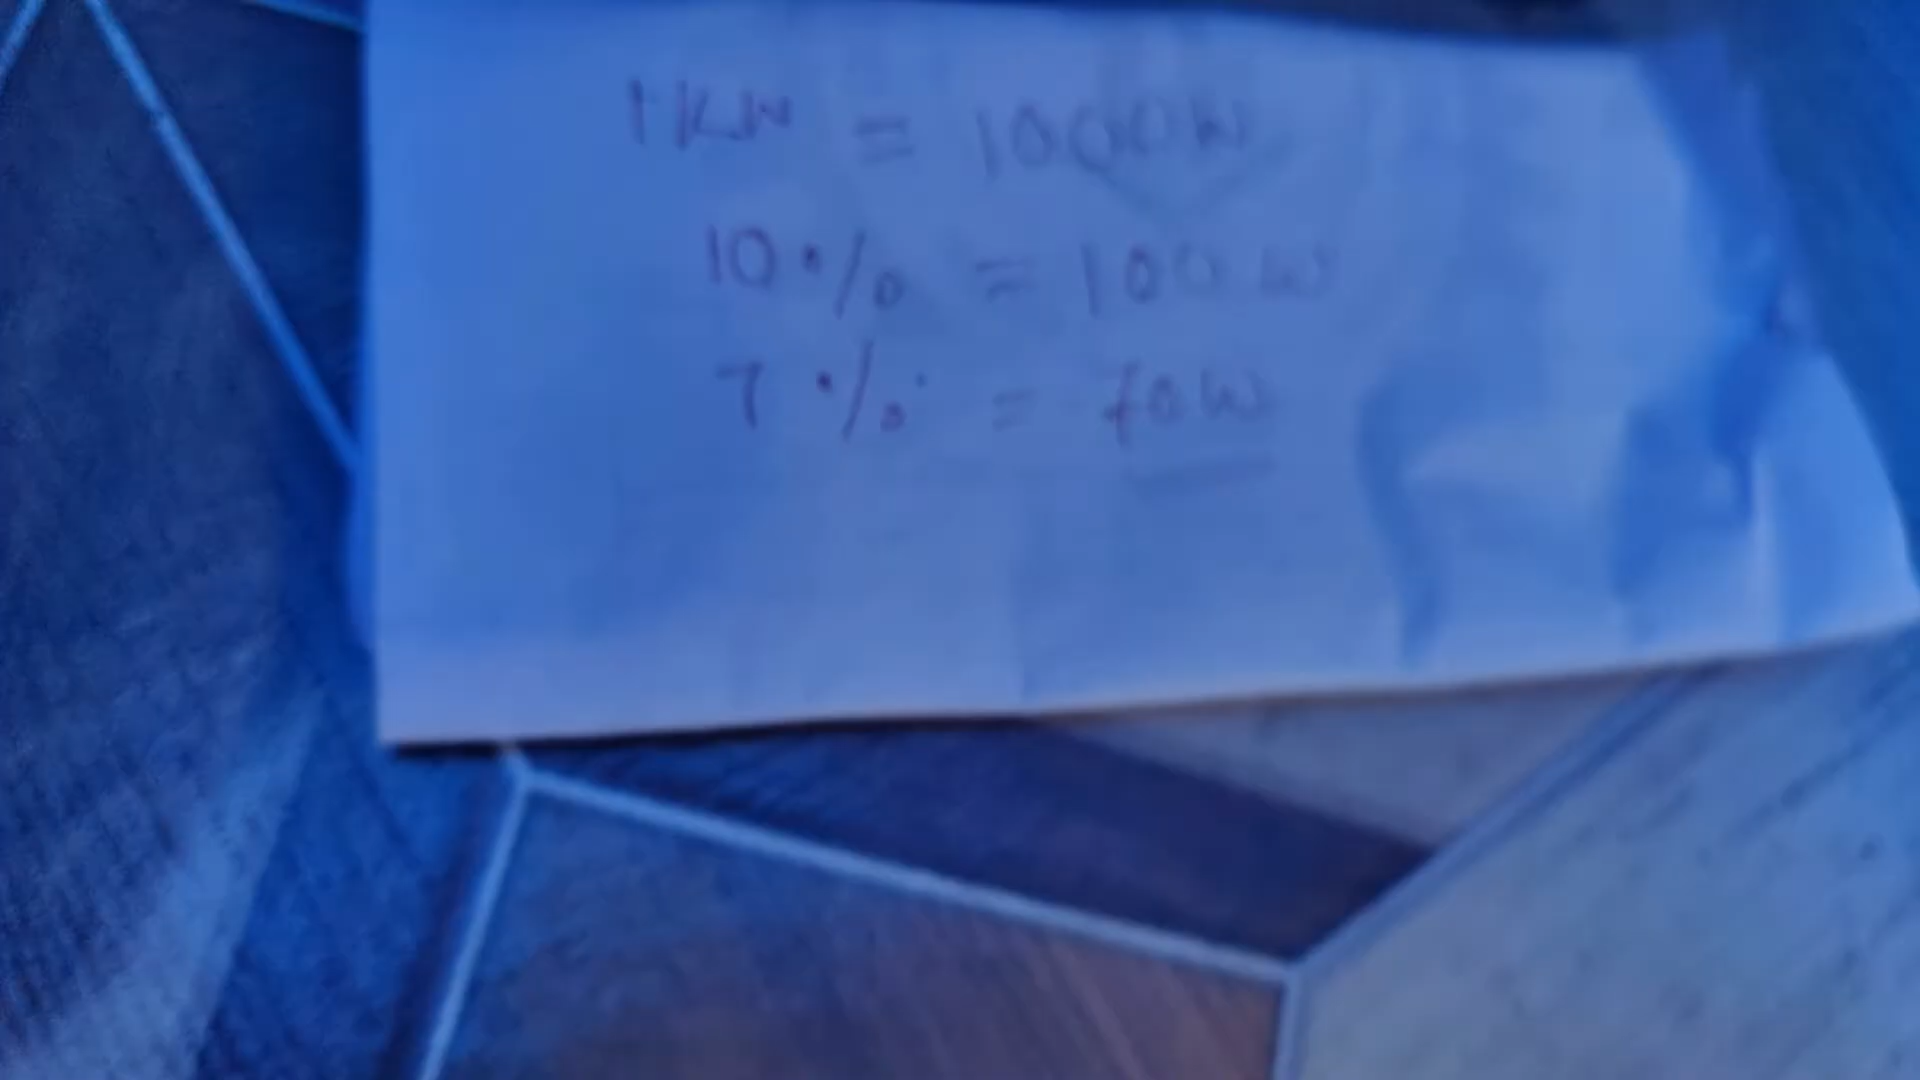 1KW = 1000W
10% = 100W
7% = 70W